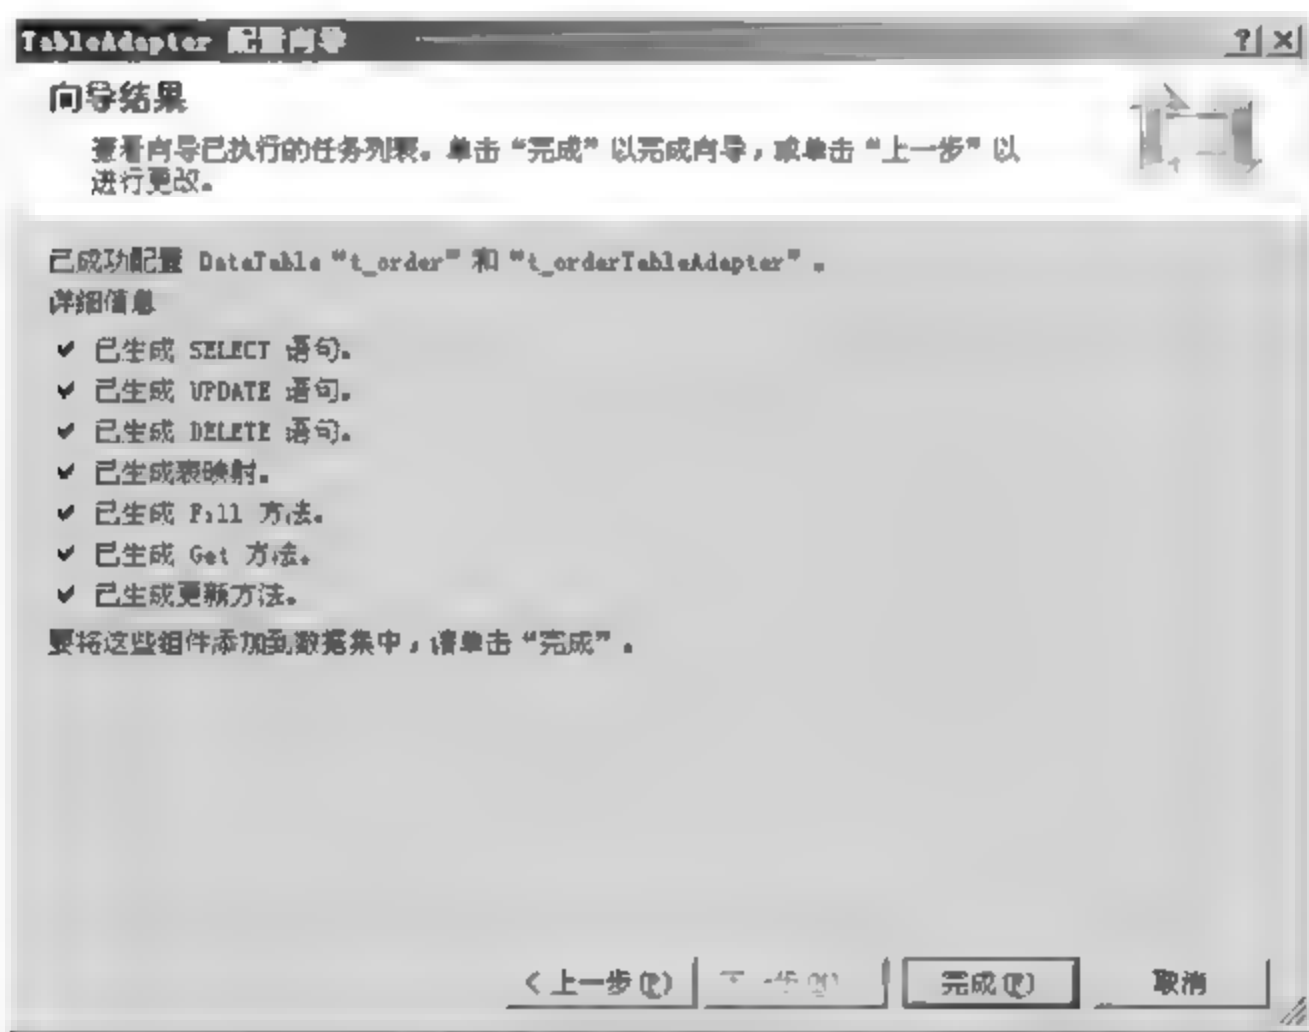 TableAdapter 配置向导
向导结果
查看向导已执行的任务列表。单击“完成”以完成向导，或单击“上一步”以
进行更改。
已成功配置 DataTable “t_order” 和 “t_orderTableAdapter” 。
详细信息
已生成 SELECT 语句。
已生成 UPDATE 语句。
已生成 DELETE 语句。
已生成表映射。
已生成 Fill 方法。
已生成 Get 方法。
已生成更新方法。
要将这些组件添加到数据集中，请单击“完成” 。
< 上一步(P) 下一步(N) 完成(F) 取消